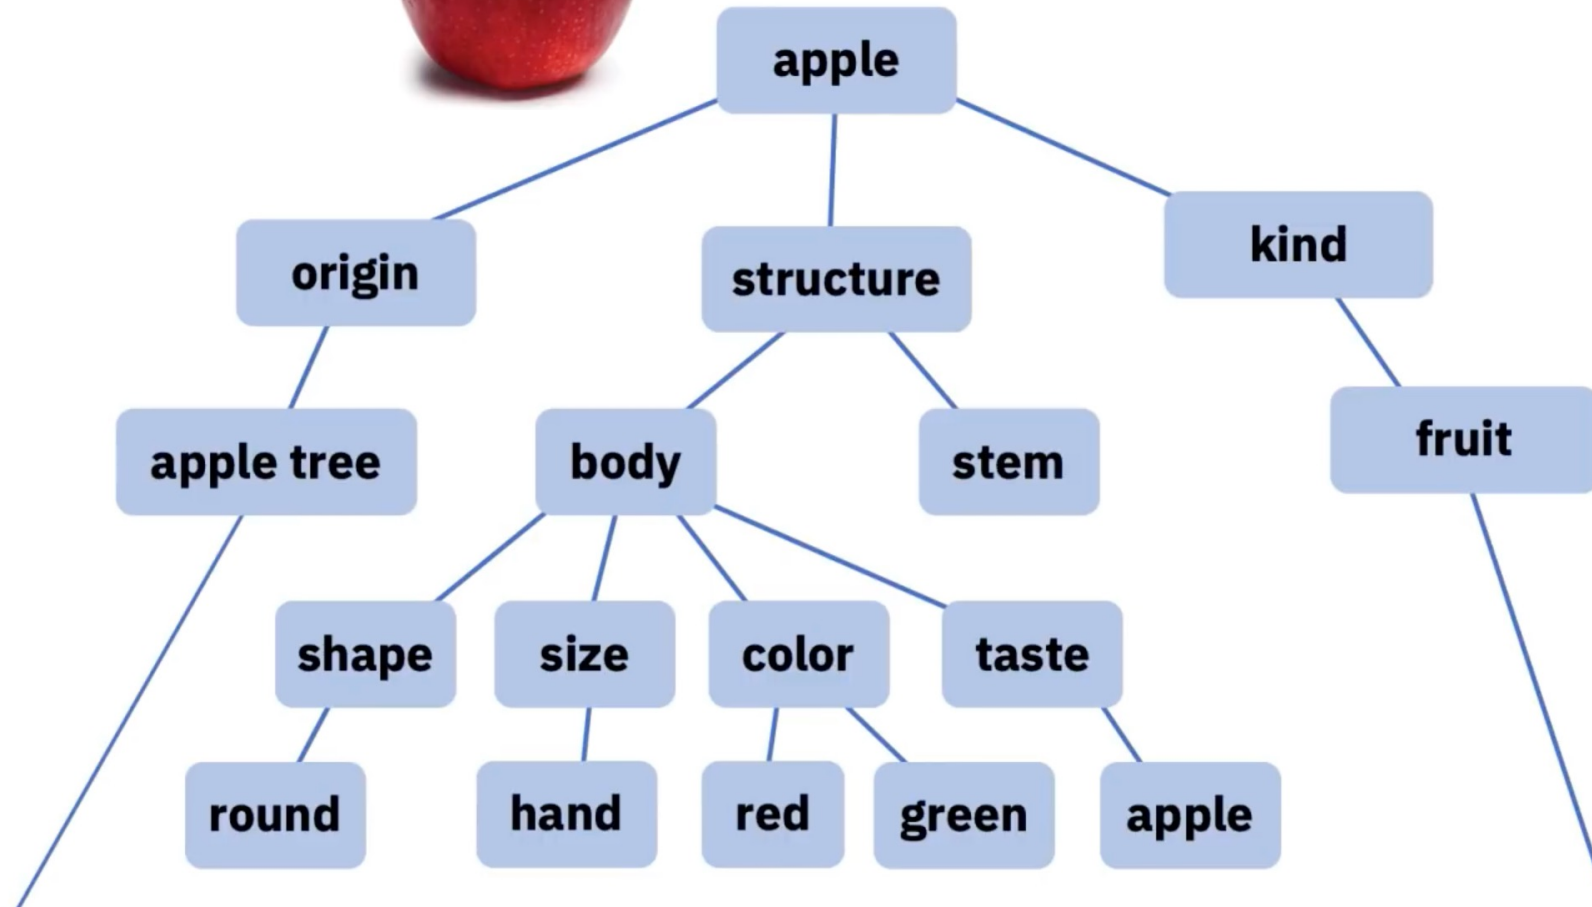 apple
origin
structure
kind
apple tree
body
stem
fruit
shape
size
color
taste
round
hand
red
green
apple